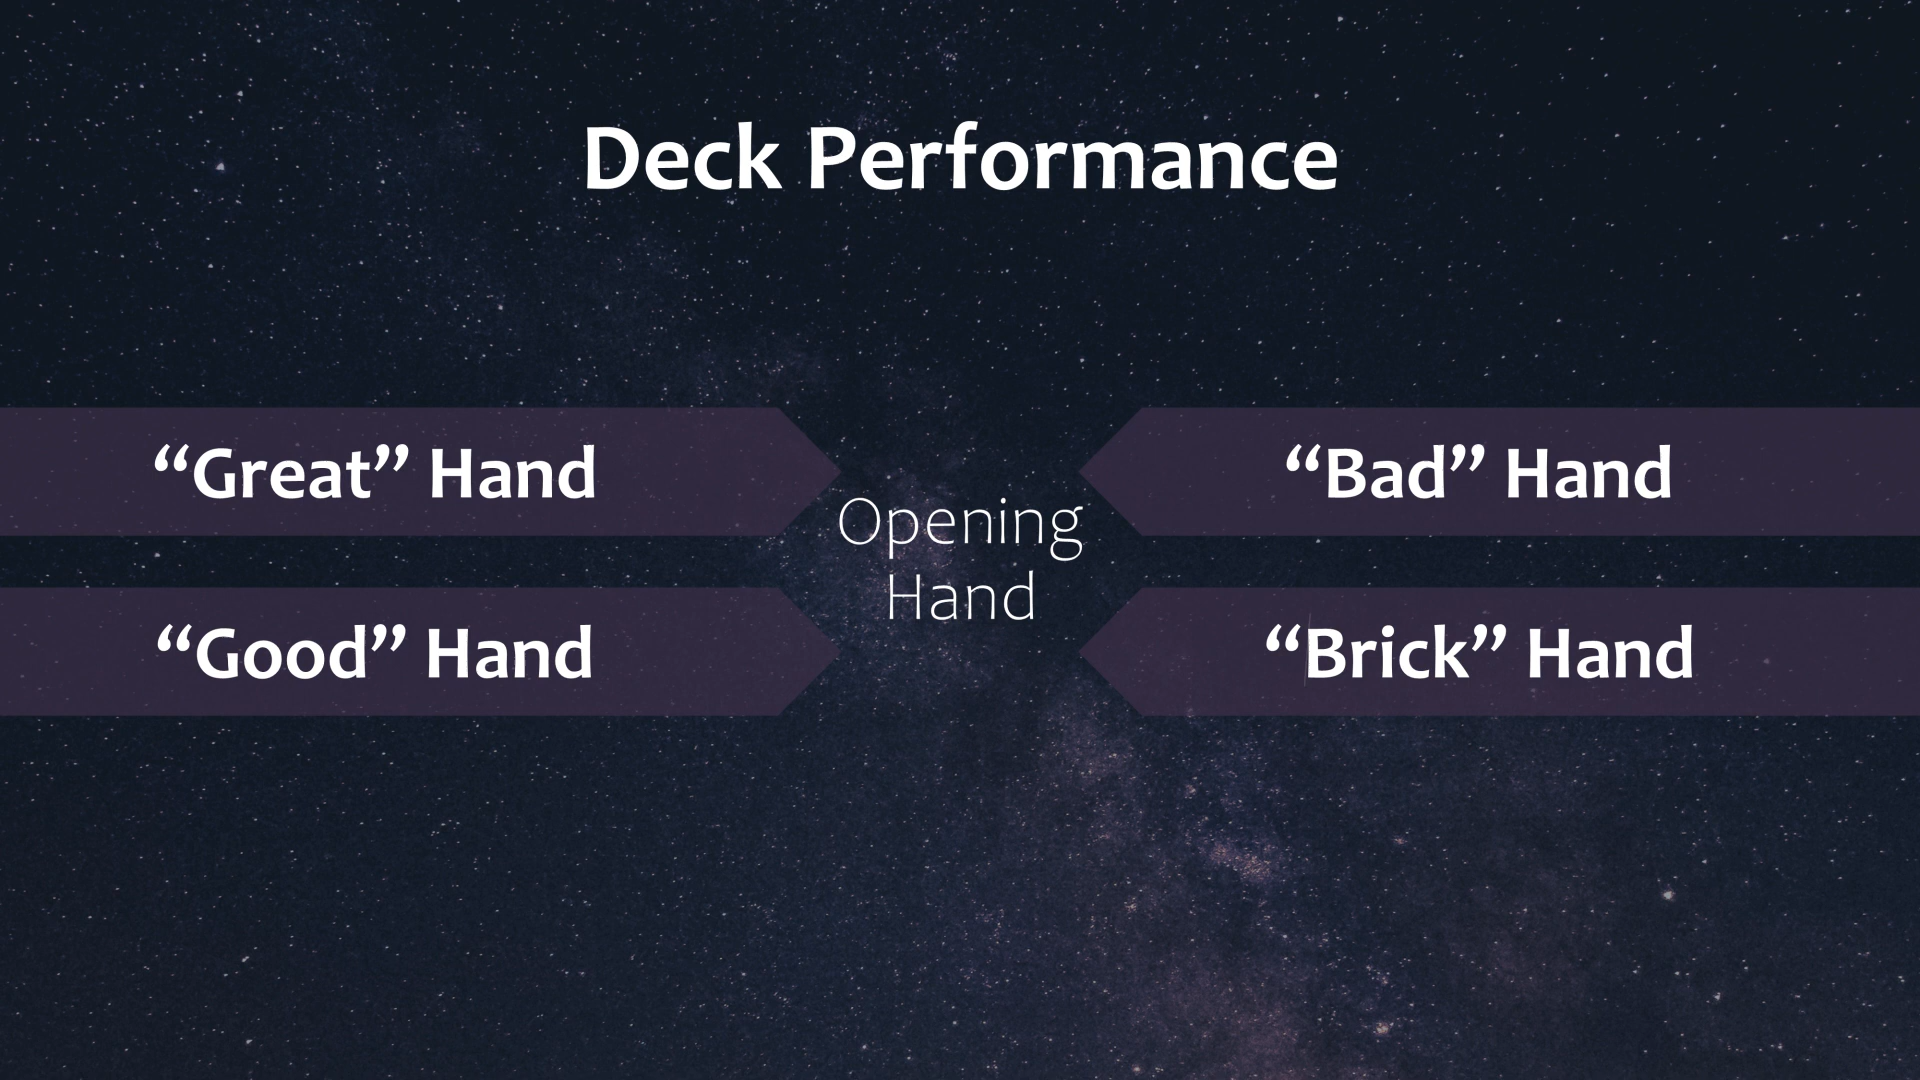 Deck Performance
“Great” Hand
“Good” Hand
Opening
Hand
“Bad” Hand
“Brick” Hand